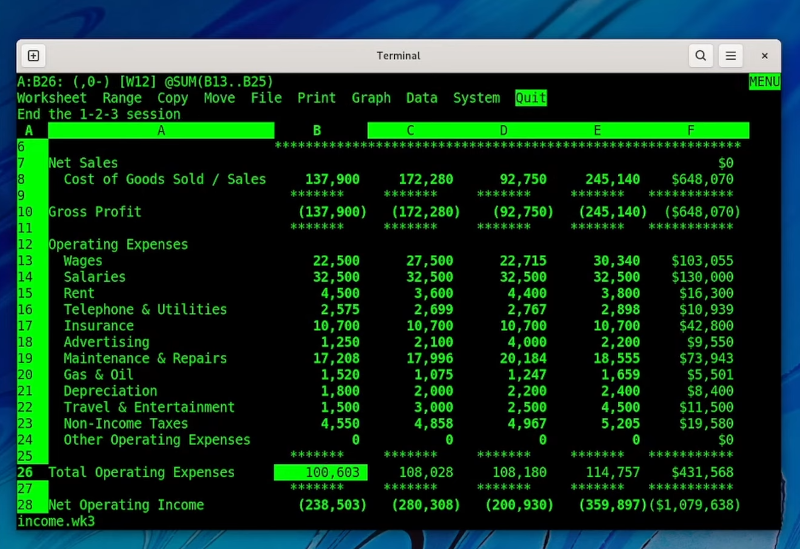 Terminal
A:B26: (,0-) [W12] @SUM(B13..B25) MENU
Worksheet Range Copy Move File Print Graph Data System Quit
End the 1-2-3 session
A A B C D E F
6 **************************************************************
7 Net Sales $0
8 Cost of Goods Sold / Sales 137,900 172,280 92,750 245,140 $648,070
9 ******* ******* ******* ******* ***********
10 Gross Profit (137,900) (172,280) (92,750) (245,140) ($648,070)
11 ******* ******* ******* ******* ***********
12 Operating Expenses
13 Wages 22,500 27,500 22,715 30,340 $103,055
14 Salaries 32,500 32,500 32,500 32,500 $130,000
15 Rent 4,500 3,600 4,400 3,800 $16,300
16 Telephone & Utilities 2,575 2,699 2,767 2,898 $10,939
17 Insurance 10,700 10,700 10,700 10,700 $42,800
18 Advertising 1,250 2,100 4,000 2,200 $9,550
19 Maintenance & Repairs 17,208 17,996 20,184 18,555 $73,943
20 Gas & Oil 1,520 1,075 1,247 1,659 $5,501
21 Depreciation 1,800 2,000 2,200 2,400 $8,400
22 Travel & Entertainment 1,500 3,000 2,500 4,500 $11,500
23 Non-Income Taxes 4,550 4,858 4,967 5,205 $19,580
24 Other Operating Expenses 0 0 0 0 $0
25 ******* ******* ******* ******* ***********
26 Total Operating Expenses 100,603 108,028 108,180 114,757 $431,568
27 ******* ******* ******* ******* ***********
28 Net Operating Income (238,503) (280,308) (200,930) (359,897)($1,079,638)
income.wk3